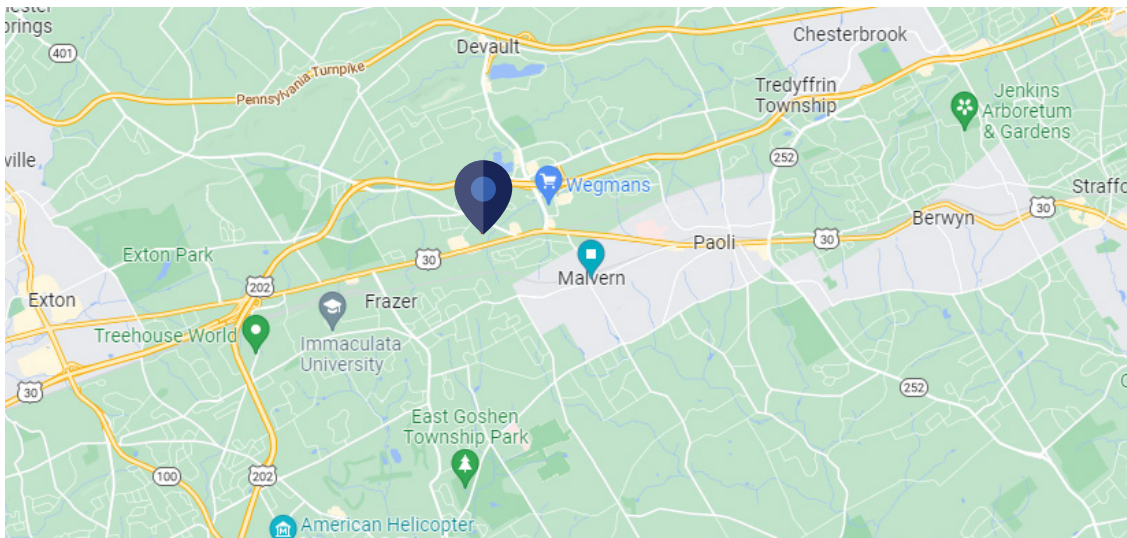 ester
prings
401
Devault
Chesterbrook
Pennsylvania Turnpike
Tredyffrin
Township
Jenkins
Arboretum
& Gardens
252
ville
Wegmans
Straffo
30
Berwyn
30
Paoli
Exton Park
30
202
Malvern
Exton
Frazer
Treehouse World
Immaculata
University
30
252
East Goshen
Township Park
100
202
American Helicopter